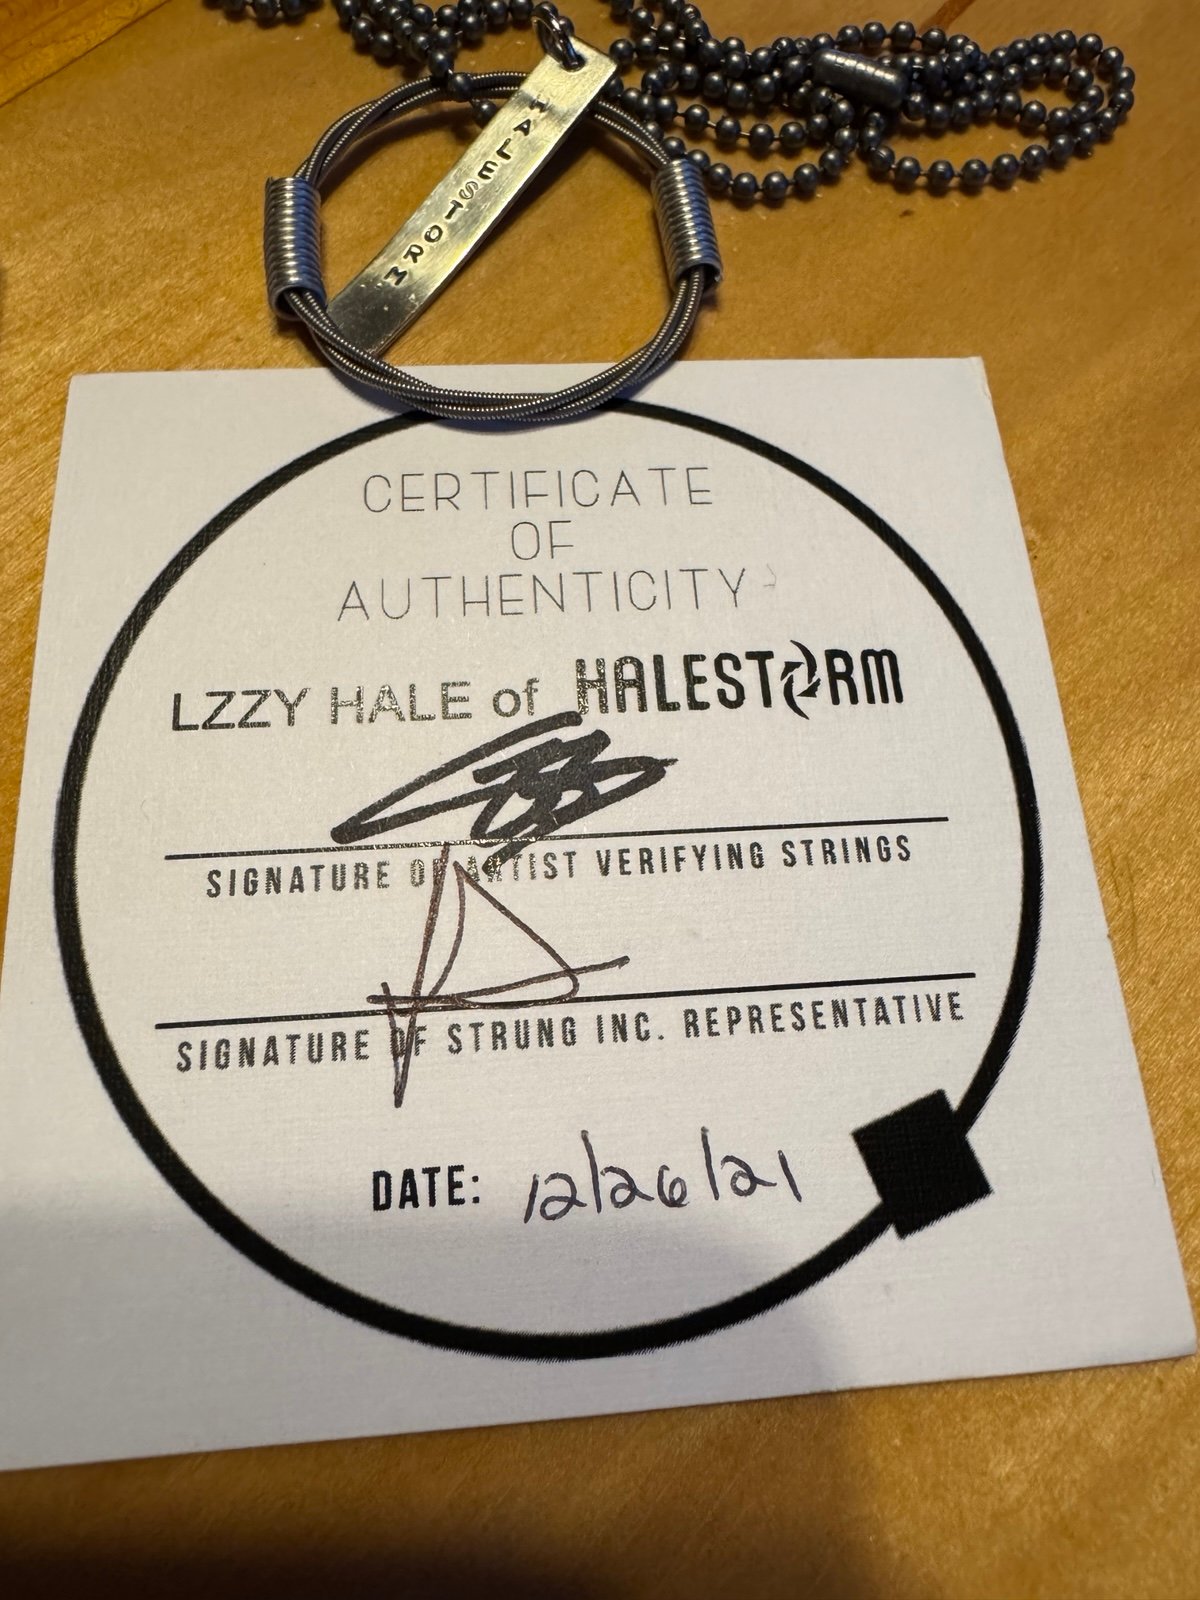 HALESTORM
CERTIFICATE
OF
AUTHENTICITY
LZZY HALE of HALESTORM
SIGNATURE OF ARTIST VERIFYING STRINGS
SIGNATURE OF STRUNG INC. REPRESENTATIVE
DATE: 12/26/21